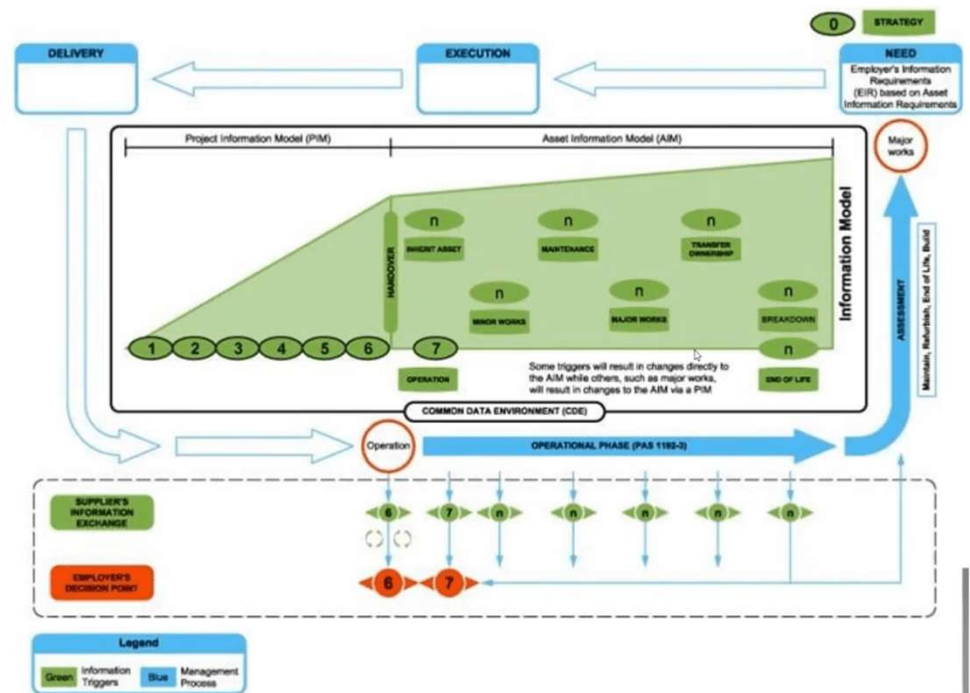 0
STRATEGY
DELIVERY
EXECUTION
NEED
Employer's Information
Requirements
(EIR) based on Asset
Information Requirements
Project Information Model (PIM)
Asset Information Model (AIM)
Major
works
n
n
n
INHERIT ASSET
MAINTENANCE
TRANSFER
OWNERSHIP
HANDOVER
Information Model
n
n
n
MINOR WORKS
MAJOR WORKS
BREAKDOWN
ASSESSMENT
Maintain, Refurbish, End of Life, Build
1
2
3
4
5
6
7
n
OPERATION
Some triggers will result in changes directly to
the AIM while others, such as major works,
will result in changes to the AIM via a PIM
END OF LIFE
COMMON DATA ENVIRONMENT (CDE)
Operation
OPERATIONAL PHASE (PAS 1192-3)
SUPPLIER'S
INFORMATION
EXCHANGE
6
7
n
n
n
n
n
EMPLOYER'S
DECISION POINT
6
7
Legend
Green
Information
Triggers
Blue
Management
Process